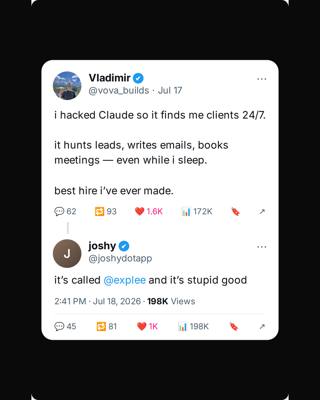 Vladimir
@vova_builds · Jul 17
i hacked Claude so it finds me clients 24/7.
it hunts leads, writes emails, books
meetings — even while i sleep.
best hire i've ever made.
62 93 1.6K 172K
J
joshy
@joshydotapp
it's called @explee and it's stupid good
2:41 PM · Jul 18, 2026 · 198K Views
45 81 1K 198K